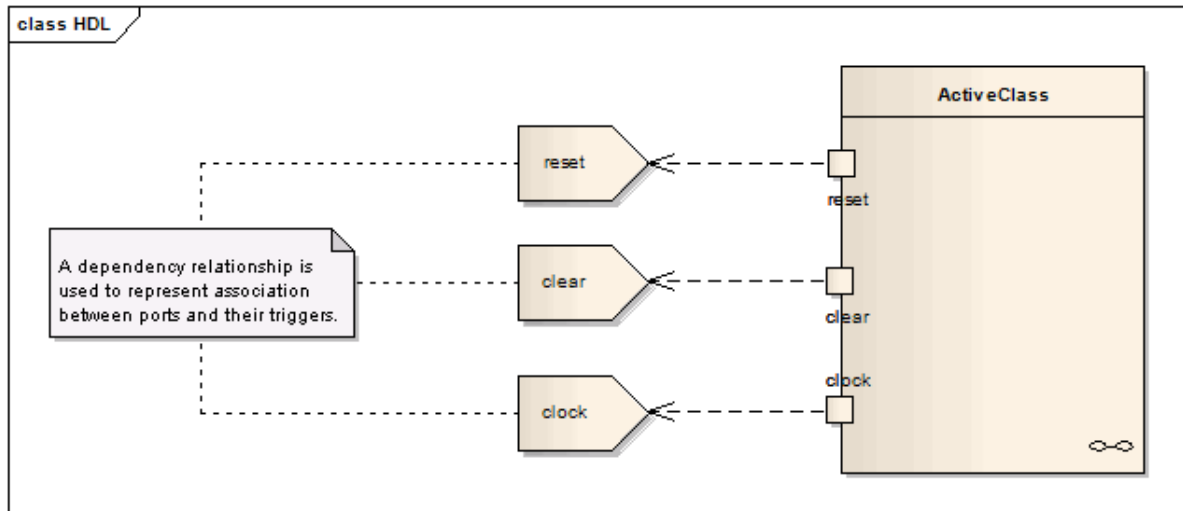 class HDL
ActiveClass
reset
reset
A dependency relationship is
used to represent association
between ports and their triggers.
clear
clear
clock
clock